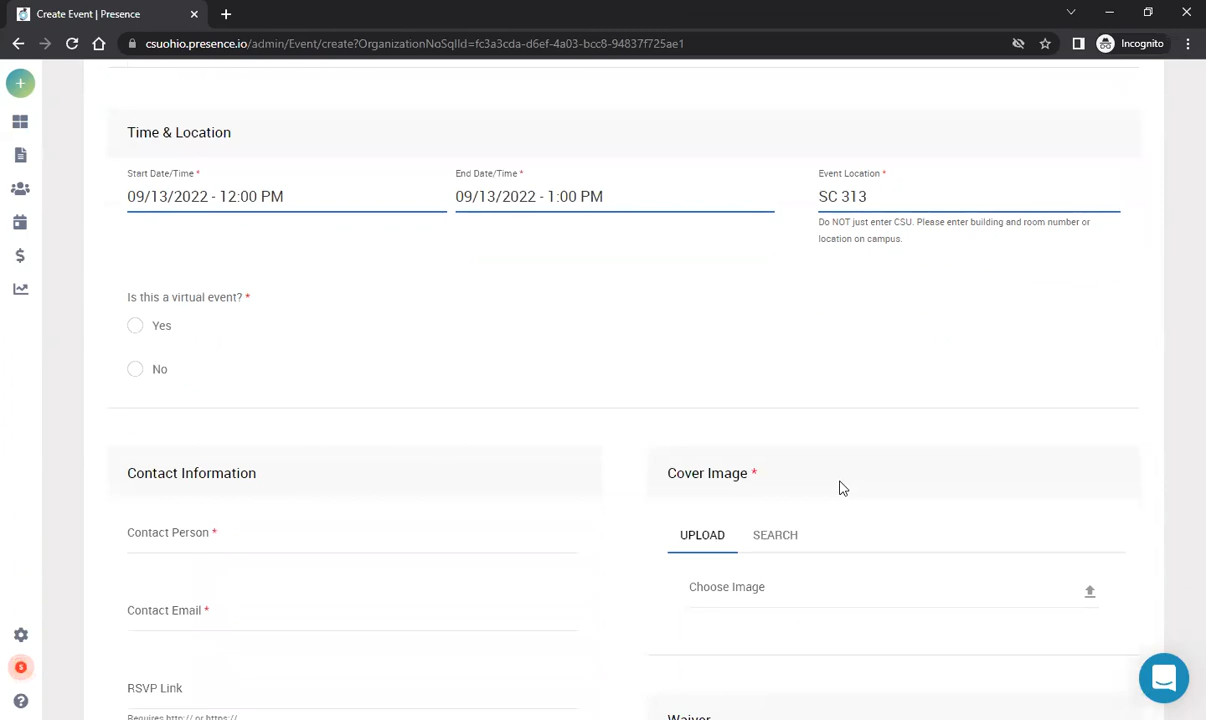 Create Event | Presence
csuohio.presence.io/admin/Event/create?OrganizationNoSqlId=fc3a3cda-d6ef-4a03-bcc8-94837f725ae1
Incognito
Time & Location
Start Date/Time *
End Date/Time *
Event Location *
09/13/2022 - 12:00 PM
09/13/2022 - 1:00 PM
SC 313
Do NOT just enter CSU. Please enter building and room number or
location on campus.
Is this a virtual event? *
Yes
No
Contact Information
Cover Image *
Contact Person *
UPLOAD
SEARCH
Choose Image
Contact Email *
RSVP Link
Requires http:// or https://
Waiver